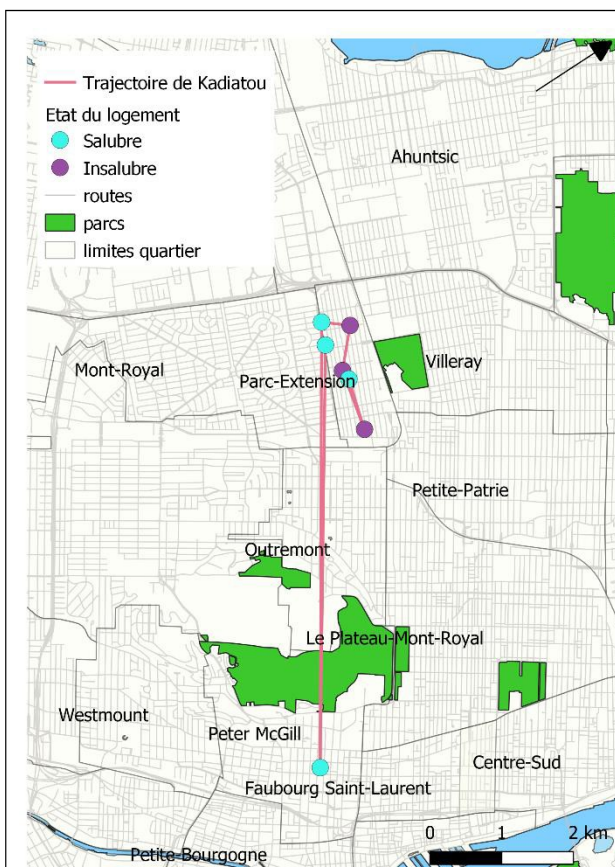 Trajectoire de Kadiatou
Etat du logement
Salubre
Insalubre
routes
parcs
limites quartier
Ahuntsic
Mont-Royal
Parc-Extension
Villeray
Petite-Patrie
Outremont
Le Plateau-Mont-Royal
Westmount
Peter McGill
Centre-Sud
Faubourg Saint-Laurent
Petite-Bourgogne
0 1 2 km